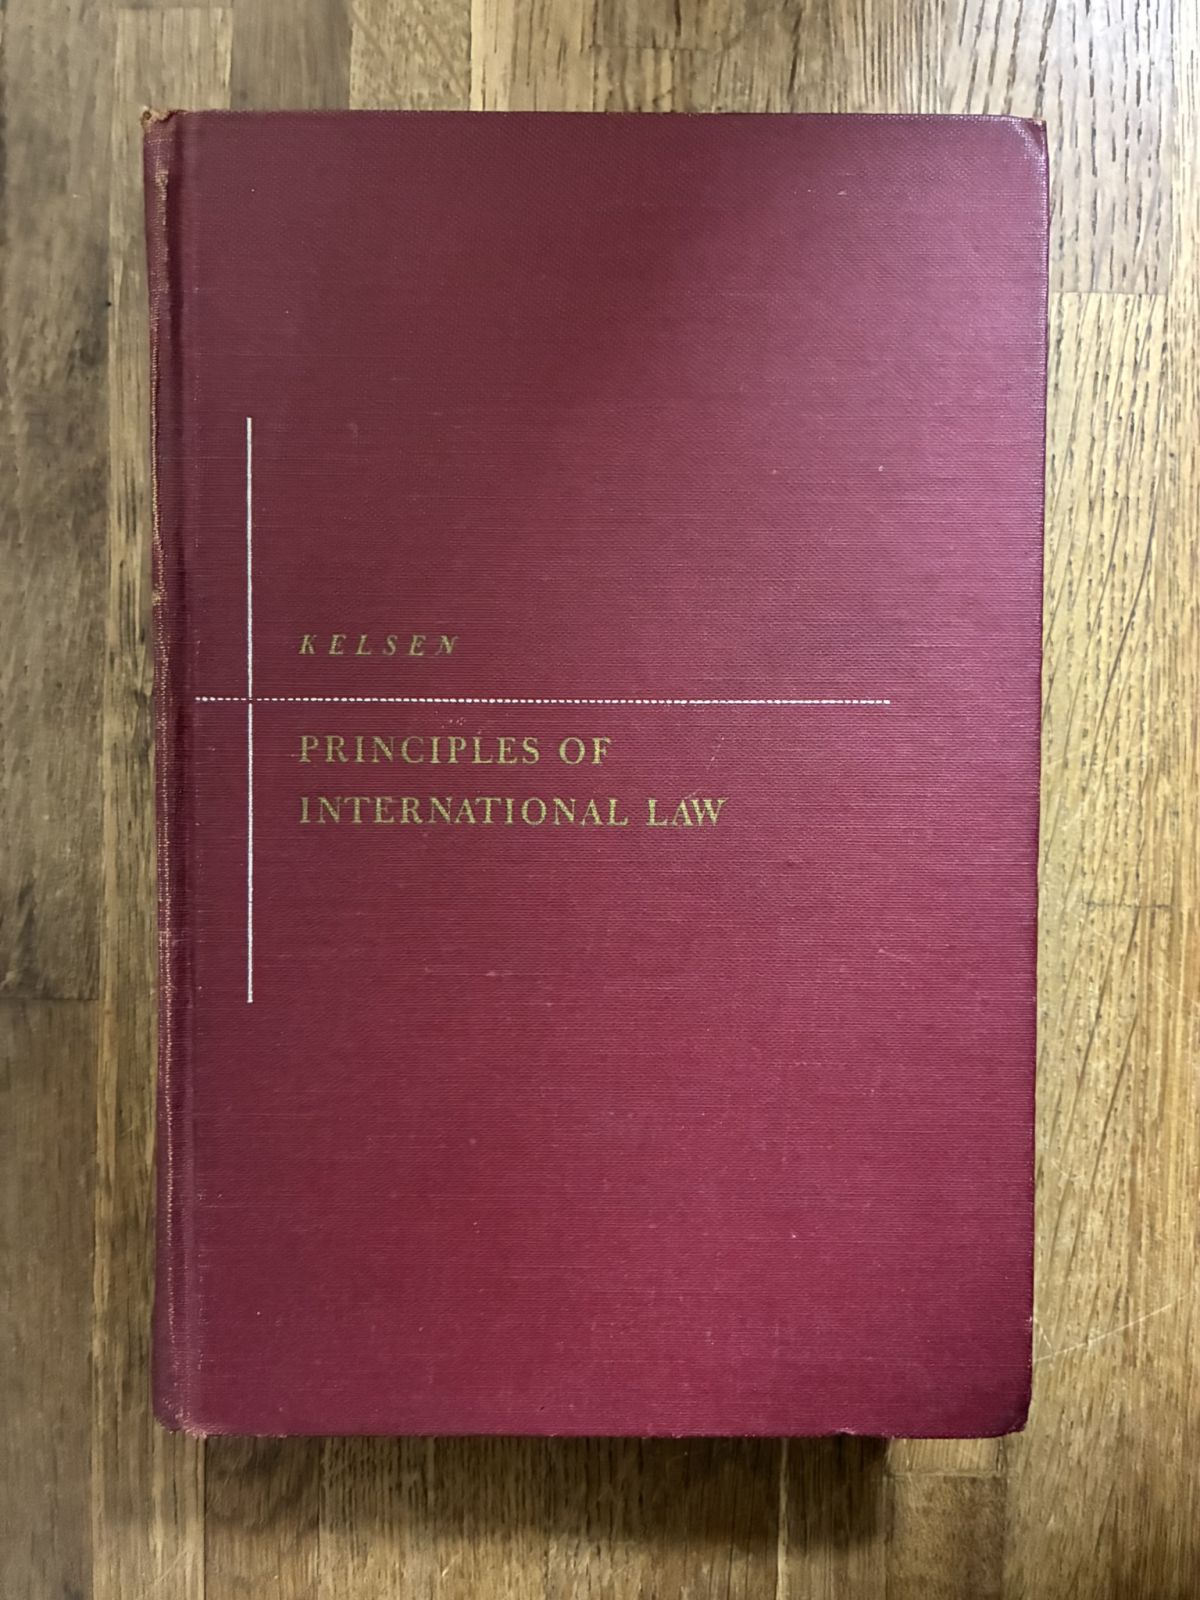 KELSEN
PRINCIPLES OF
INTERNATIONAL LAW